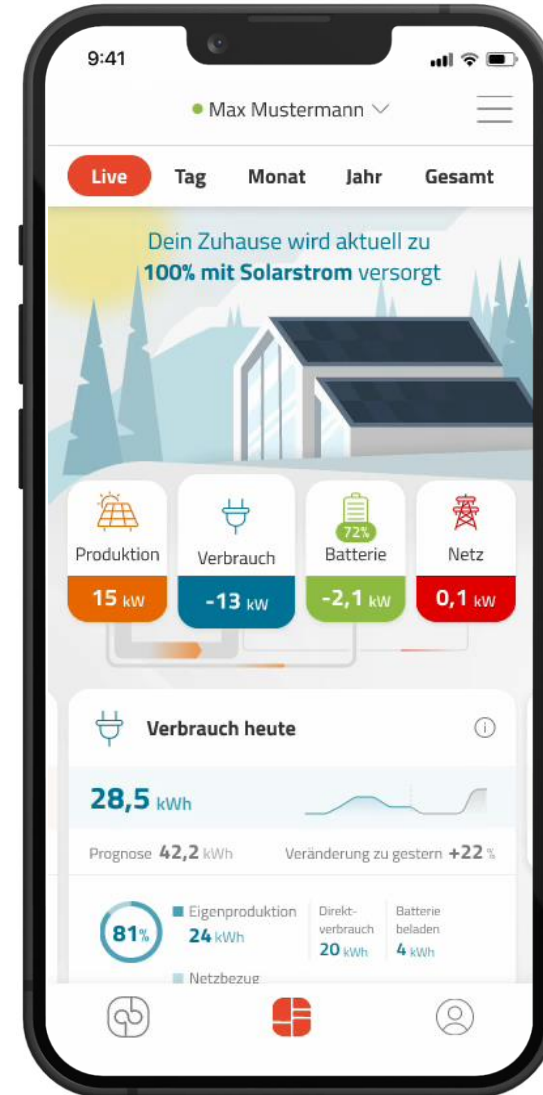 9:41
Max Mustermann
Live Tag Monat Jahr Gesamt
Dein Zuhause wird aktuell zu
100% mit Solarstrom versorgt
72%
Produktion Verbrauch Batterie Netz
15 kW -13 kW -2,1 kW 0,1 kW
Verbrauch heute
28,5 kWh
Prognose 42,2 kWh Veränderung zu gestern +22 %
81%
Eigenproduktion
24 kWh
Direkt-
verbrauch
20 kWh
Batterie
beladen
4 kWh
Netzbezug